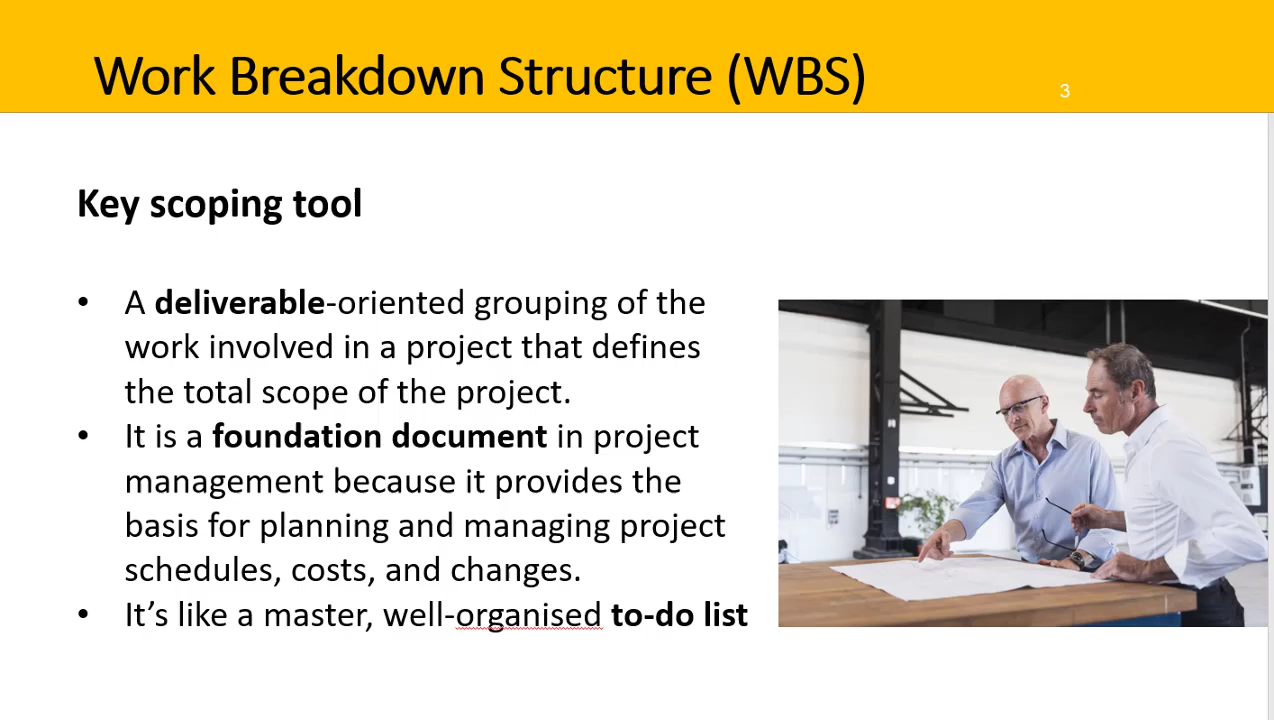 Work Breakdown Structure (WBS)
3
Key scoping tool
• A deliverable-oriented grouping of the
work involved in a project that defines
the total scope of the project.
• It is a foundation document in project
management because it provides the
basis for planning and managing project
schedules, costs, and changes.
• It’s like a master, well-organised to-do list